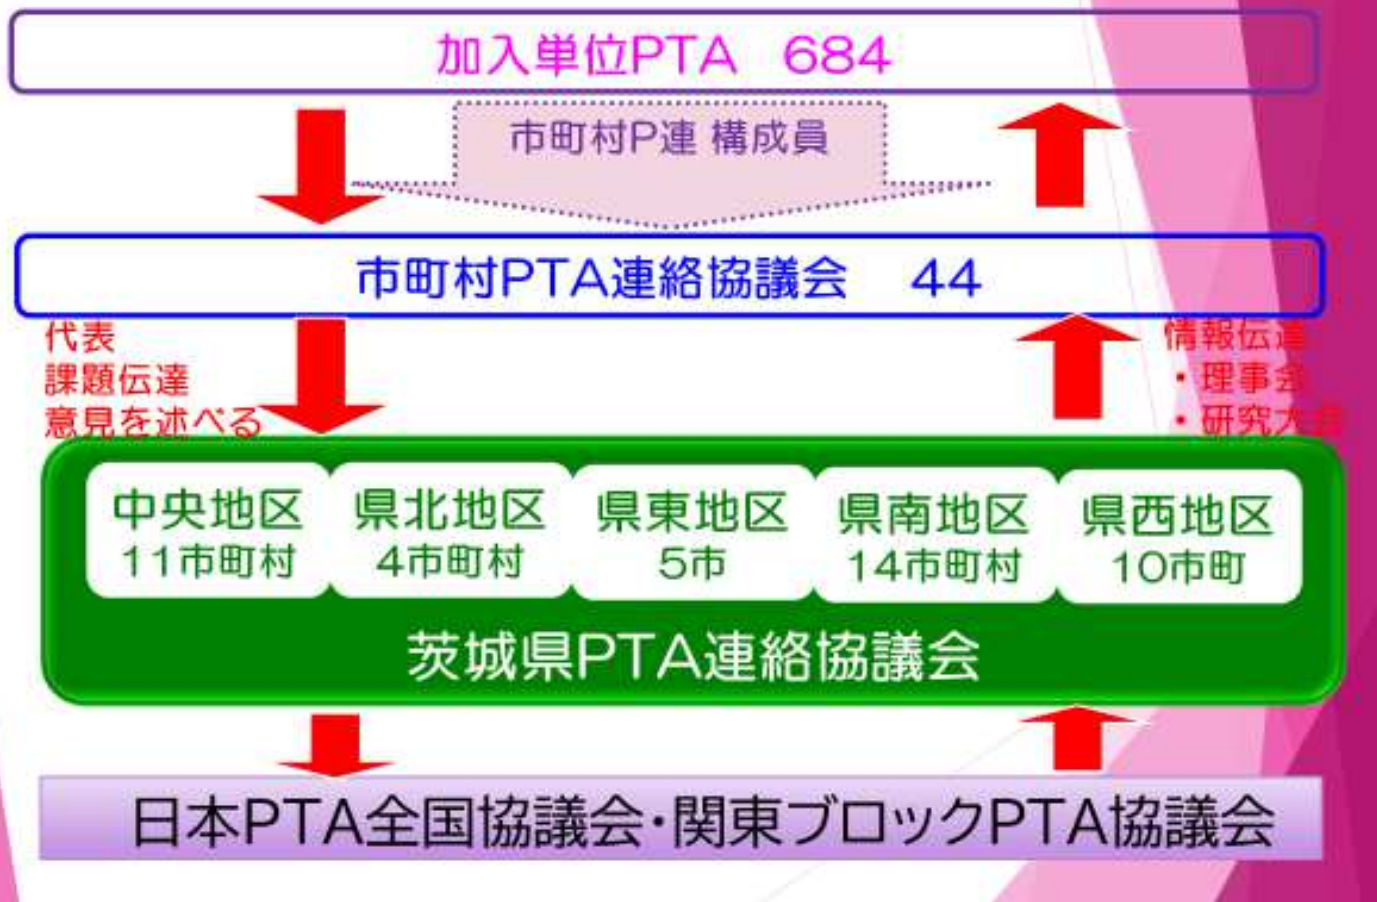 加入単位PTA 684
市町村P連 構成員
市町村PTA連絡協議会 44
代表
課題伝達
意見を述べる
情報伝達
・理事会
・研究大会
中央地区
11市町村
県北地区
4市町村
県東地区
5市
県南地区
14市町村
県西地区
10市町
茨城県PTA連絡協議会
日本PTA全国協議会・関東ブロックPTA協議会